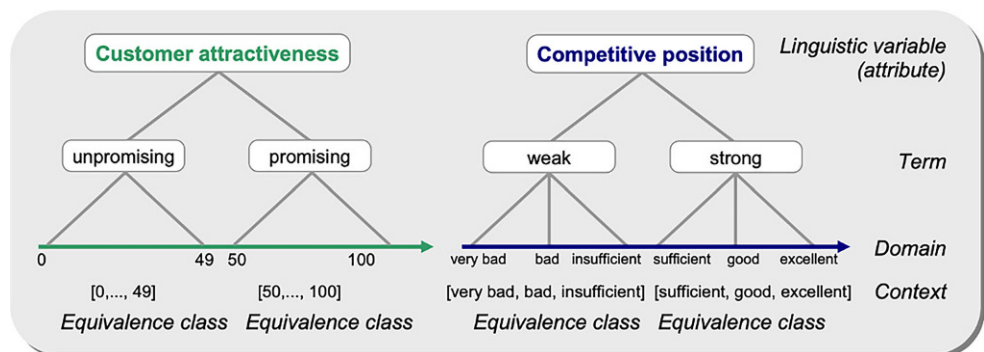 Customer attractiveness
Competitive position
Linguistic variable
(attribute)
unpromising
promising
weak
strong
Term
0
49
50
100
very bad
bad
insufficient
sufficient
good
excellent
Domain
[0,..., 49]
[50,..., 100]
[very bad, bad, insufficient]
[sufficient, good, excellent]
Context
Equivalence class
Equivalence class
Equivalence class
Equivalence class